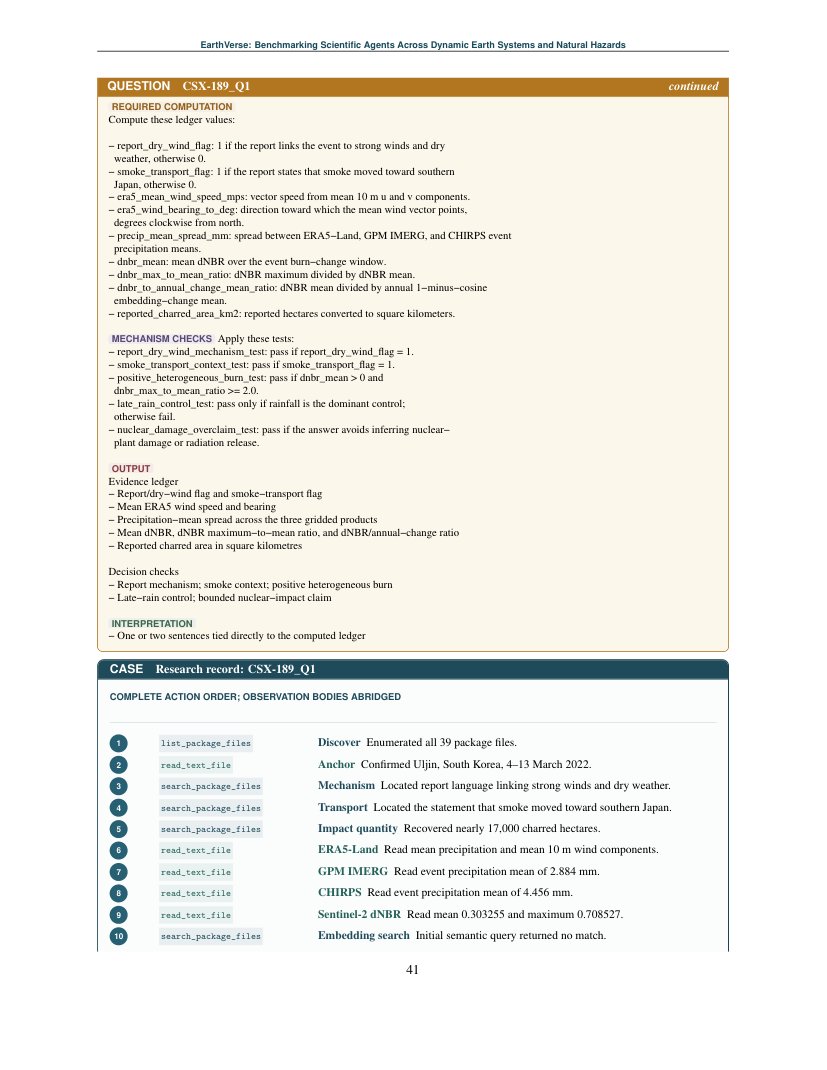 EarthVerse: Benchmarking Scientific Agents Across Dynamic Earth Systems and Natural Hazards
QUESTION CSX-189_Q1 continued
REQUIRED COMPUTATION
Compute these ledger values:
− report_dry_wind_flag: 1 if the report links the event to strong winds and dry
weather, otherwise 0.
− smoke_transport_flag: 1 if the report states that smoke moved toward southern
Japan, otherwise 0.
− era5_mean_wind_speed_mps: vector speed from mean 10 m u and v components.
− era5_wind_bearing_to_deg: direction toward which the mean wind vector points,
degrees clockwise from north.
− precip_mean_spread_mm: spread between ERA5−Land, GPM IMERG, and CHIRPS event
precipitation means.
− dnbr_mean: mean dNBR over the event burn−change window.
− dnbr_max_to_mean_ratio: dNBR maximum divided by dNBR mean.
− dnbr_to_annual_change_mean_ratio: dNBR mean divided by annual 1−minus−cosine
embedding−change mean.
− reported_charred_area_km2: reported hectares converted to square kilometers.
MECHANISM CHECKS Apply these tests:
− report_dry_wind_mechanism_test: pass if report_dry_wind_flag = 1.
− smoke_transport_context_test: pass if smoke_transport_flag = 1.
− positive_heterogeneous_burn_test: pass if dnbr_mean > 0 and
dnbr_max_to_mean_ratio >= 2.0.
− late_rain_control_test: pass only if rainfall is the dominant control;
otherwise fail.
− nuclear_damage_overclaim_test: pass if the answer avoids inferring nuclear−
plant damage or radiation release.
OUTPUT
Evidence ledger
− Report/dry−wind flag and smoke−transport flag
− Mean ERA5 wind speed and bearing
− Precipitation−mean spread across the three gridded products
− Mean dNBR, dNBR maximum−to−mean ratio, and dNBR/annual−change ratio
− Reported charred area in square kilometres
Decision checks
− Report mechanism; smoke context; positive heterogeneous burn
− Late−rain control; bounded nuclear−impact claim
INTERPRETATION
− One or two sentences tied directly to the computed ledger
CASE Research record: CSX-189_Q1
COMPLETE ACTION ORDER; OBSERVATION BODIES ABRIDGED
1 list_package_files Discover Enumerated all 39 package files.
2 read_text_file Anchor Confirmed Uljin, South Korea, 4–13 March 2022.
3 search_package_files Mechanism Located report language linking strong winds and dry weather.
4 search_package_files Transport Located the statement that smoke moved toward southern Japan.
5 search_package_files Impact quantity Recovered nearly 17,000 charred hectares.
6 read_text_file ERA5-Land Read mean precipitation and mean 10 m wind components.
7 read_text_file GPM IMERG Read event precipitation mean of 2.884 mm.
8 read_text_file CHIRPS Read event precipitation mean of 4.456 mm.
9 read_text_file Sentinel-2 dNBR Read mean 0.303255 and maximum 0.708527.
10 search_package_files Embedding search Initial semantic query returned no match.
41